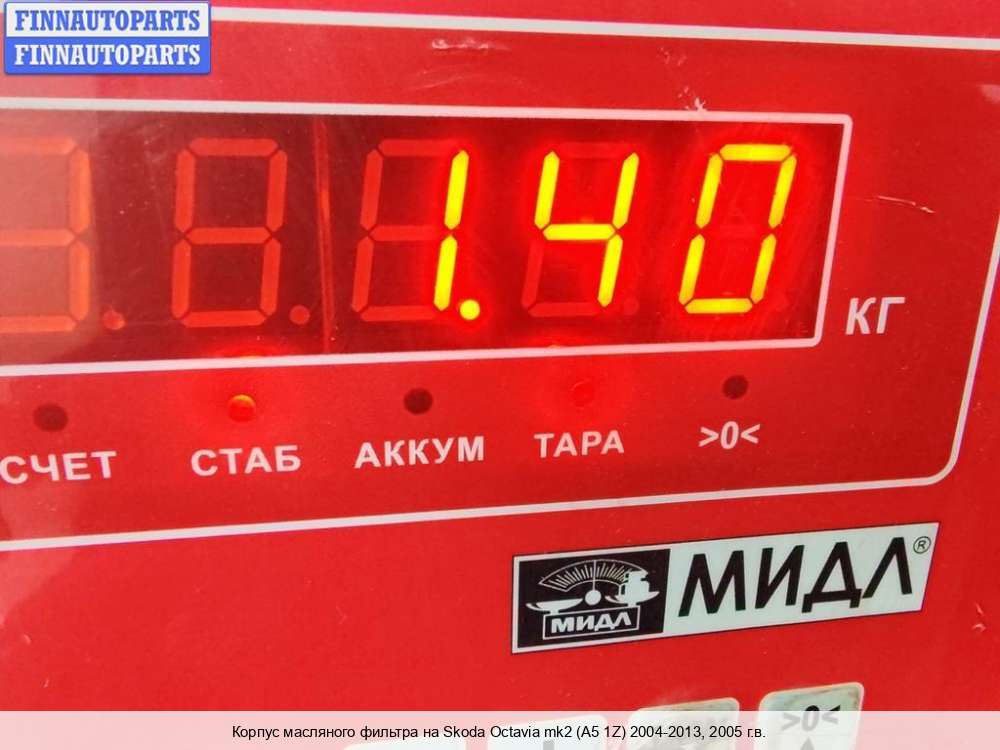 FINNAUTOPARTS
FINNAUTOPARTS
1.40
КГ
СЧЕТ СТАБ АККУМ ТАРА >0<
МИДЛ МИДЛ®
>0<
Корпус масляного фильтра на Skoda Octavia mk2 (A5 1Z) 2004-2013, 2005 г.в.